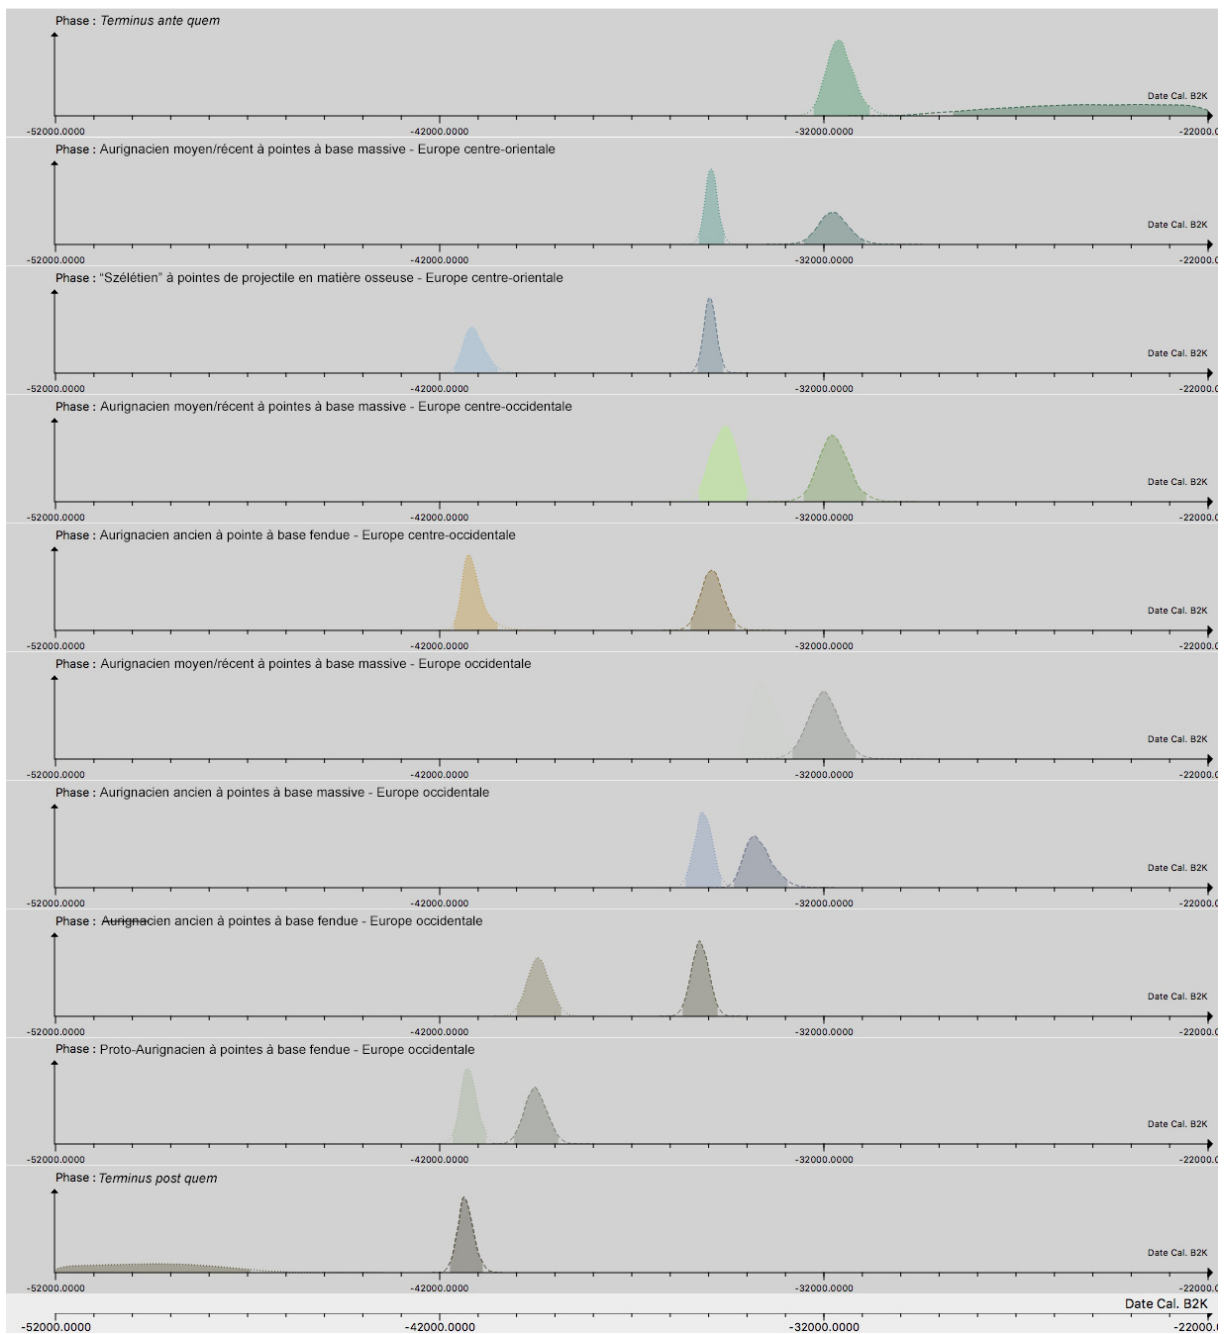 Phase : Terminus ante quem
Date Cal. B2K
-52000.0000 -42000.0000 -32000.0000 -22000.0
Phase : Aurignacien moyen/récent à pointes à base massive - Europe centre-orientale
Date Cal. B2K
-52000.0000 -42000.0000 -32000.0000 -22000.0
Phase : "Szélétien" à pointes de projectile en matière osseuse - Europe centre-orientale
Date Cal. B2K
-52000.0000 -42000.0000 -32000.0000 -22000.0
Phase : Aurignacien moyen/récent à pointes à base massive - Europe centre-occidentale
Date Cal. B2K
-52000.0000 -42000.0000 -32000.0000 -22000.0
Phase : Aurignacien ancien à pointe à base fendue - Europe centre-occidentale
Date Cal. B2K
-52000.0000 -42000.0000 -32000.0000 -22000.0
Phase : Aurignacien moyen/récent à pointes à base massive - Europe occidentale
Date Cal. B2K
-52000.0000 -42000.0000 -32000.0000 -22000.0
Phase : Aurignacien ancien à pointes à base massive - Europe occidentale
Date Cal. B2K
-52000.0000 -42000.0000 -32000.0000 -22000.0
Phase : Aurignacien ancien à pointes à base fendue - Europe occidentale
Date Cal. B2K
-52000.0000 -42000.0000 -32000.0000 -22000.0
Phase : Proto-Aurignacien à pointes à base fendue - Europe occidentale
Date Cal. B2K
-52000.0000 -42000.0000 -32000.0000 -22000.0
Phase : Terminus post quem
Date Cal. B2K
-52000.0000 -42000.0000 -32000.0000 -22000.0
Date Cal. B2K
-52000.0000 -42000.0000 -32000.0000 -22000.0